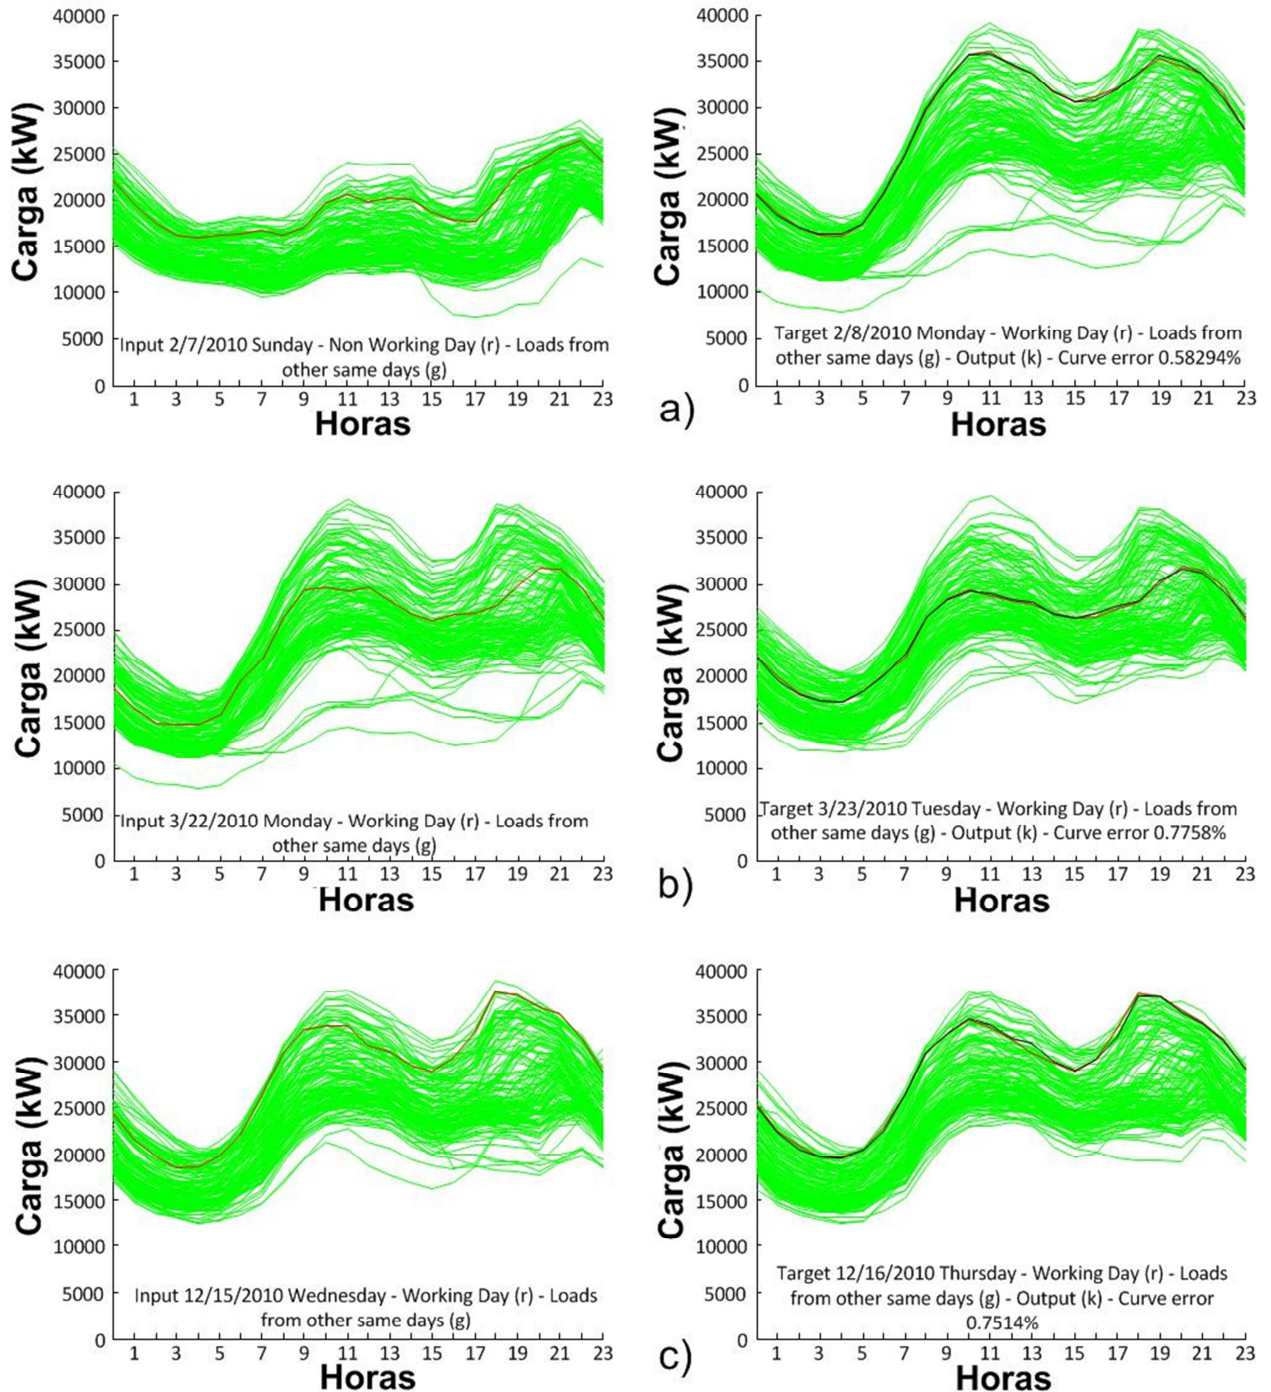 40000
35000
30000
25000
20000
15000
10000
5000
0
Carga (kW)
Input 2/7/2010 Sunday - Non Working Day (r) - Loads from
other same days (g)
1 3 5 7 9 11 13 15 17 19 21 23
Horas
40000
35000
30000
25000
20000
15000
10000
5000
0
Carga (kW)
Target 2/8/2010 Monday - Working Day (r) - Loads from
other same days (g) - Output (k) - Curve error 0.58294%
1 3 5 7 9 11 13 15 17 19 21 23
Horas
a)
40000
35000
30000
25000
20000
15000
10000
5000
0
Carga (kW)
Input 3/22/2010 Monday - Working Day (r) - Loads from
other same days (g)
1 3 5 7 9 11 13 15 17 19 21 23
Horas
40000
35000
30000
25000
20000
15000
10000
5000
0
Carga (kW)
Target 3/23/2010 Tuesday - Working Day (r) - Loads from
other same days (g) - Output (k) - Curve error 0.7758%
1 3 5 7 9 11 13 15 17 19 21 23
Horas
b)
40000
35000
30000
25000
20000
15000
10000
5000
0
Carga (kW)
Input 12/15/2010 Wednesday - Working Day (r) - Loads
from other same days (g)
1 3 5 7 9 11 13 15 17 19 21 23
Horas
40000
35000
30000
25000
20000
15000
10000
5000
0
Carga (kW)
Target 12/16/2010 Thursday - Working Day (r) - Loads
from other same days (g) - Output (k) - Curve error
0.7514%
1 3 5 7 9 11 13 15 17 19 21 23
Horas
c)